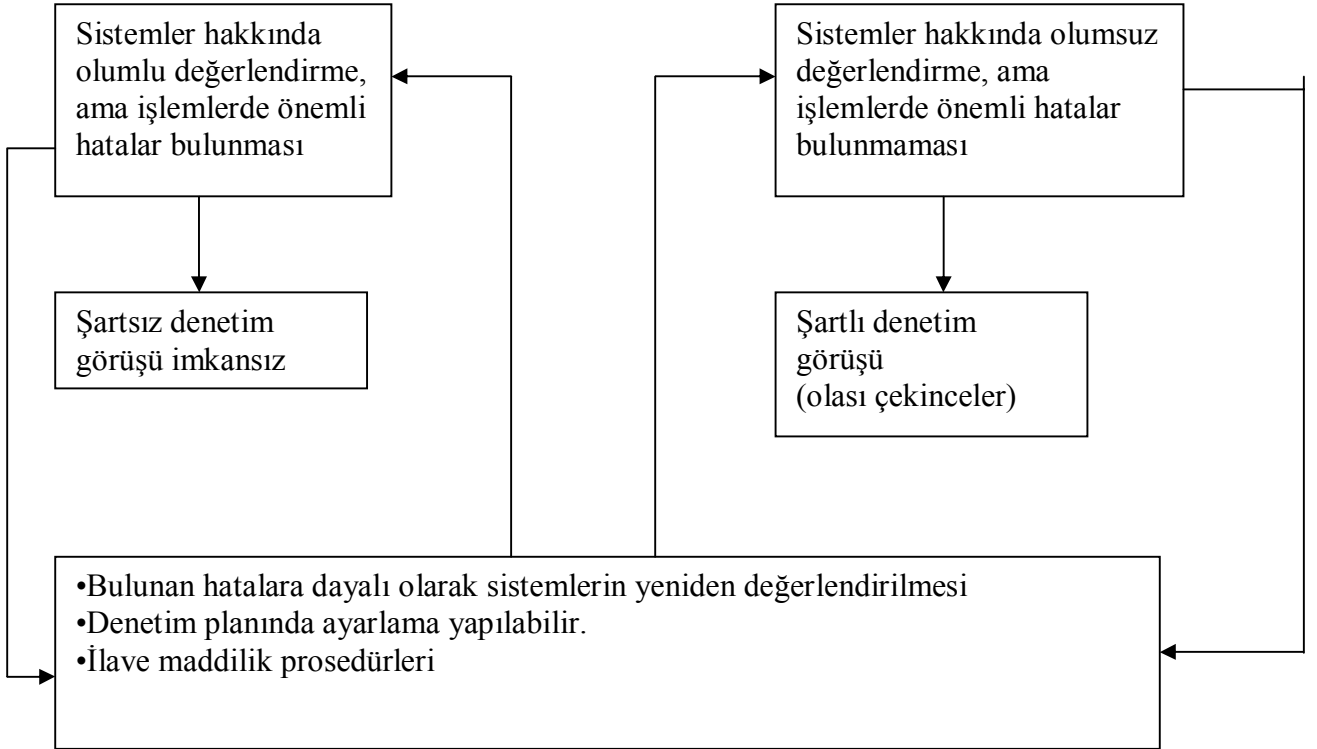 Sistemler hakkında
olumlu değerlendirme,
ama işlemlerde önemli
hatalar bulunması
Sistemler hakkında olumsuz
değerlendirme, ama
işlemlerde önemli hatalar
bulunmaması
Şartsız denetim
görüşü imkansız
Şartlı denetim
görüşü
(olası çekinceler)
•Bulunan hatalara dayalı olarak sistemlerin yeniden değerlendirilmesi
•Denetim planında ayarlama yapılabilir.
•İlave maddilik prosedürleri